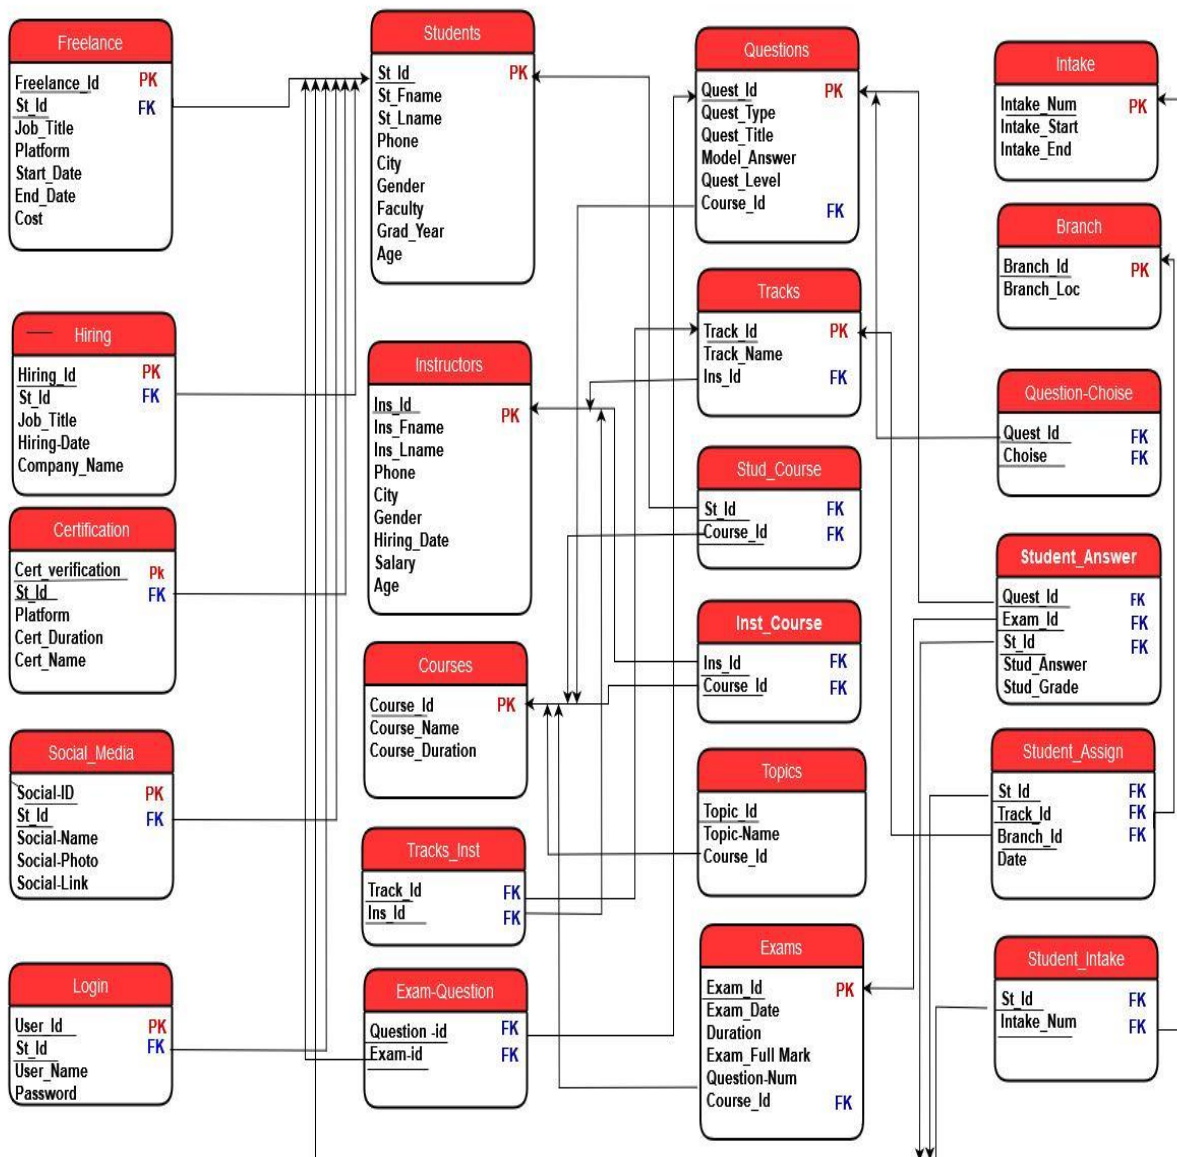 Freelance
Freelance_Id PK
St_Id FK
Job_Title
Platform
Start_Date
End_Date
Cost
Hiring
Hiring_Id PK
St_Id FK
Job_Title
Hiring-Date
Company_Name
Certification
Cert_verification Pk
St_Id FK
Platform
Cert_Duration
Cert_Name
Social_Media
Social-ID PK
St_Id FK
Social-Name
Social-Photo
Social-Link
Login
User_Id PK
St_Id FK
User_Name
Password
Students
St_Id PK
St_Fname
St_Lname
Phone
City
Gender
Faculty
Grad_Year
Age
Instructors
Ins_Id PK
Ins_Fname
Ins_Lname
Phone
City
Gender
Hiring_Date
Salary
Age
Courses
Course_Id PK
Course_Name
Course_Duration
Tracks_Inst
Track_Id FK
Ins_Id FK
Exam-Question
Question -id FK
Exam-id FK
Questions
Quest_Id PK
Quest_Type
Quest_Title
Model_Answer
Quest_Level
Course_Id FK
Tracks
Track_Id PK
Track_Name
Ins_Id FK
Stud_Course
St_Id FK
Course_Id FK
Inst_Course
Ins_Id FK
Course_Id FK
Topics
Topic_Id
Topic-Name
Course_Id
Exams
Exam_Id PK
Exam_Date
Duration
Exam_Full Mark
Question-Num
Course_Id FK
Intake
Intake_Num PK
Intake_Start
Intake_End
Branch
Branch_Id PK
Branch_Loc
Question-Choise
Quest_Id FK
Choise FK
Student_Answer
Quest_Id FK
Exam_Id FK
St_Id FK
Stud_Answer
Stud_Grade
Student_Assign
St_Id FK
Track_Id FK
Branch_Id FK
Date
Student_Intake
St_Id FK
Intake_Num FK